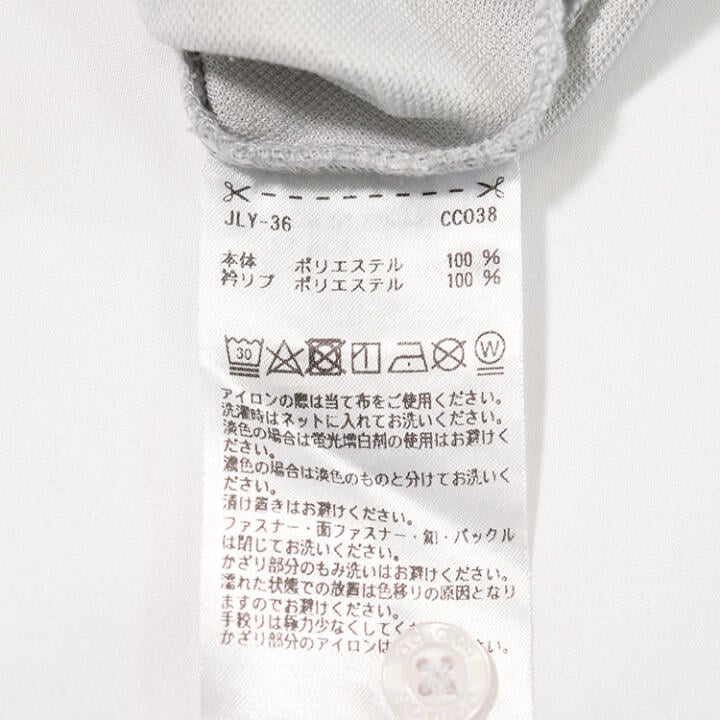 JLY-36 CC038
本体 ポリエステル 100 %
衿リブ ポリエステル 100 %
30 W
アイロンの際は当て布をご使用ください。
洗濯時はネットに入れてお洗いください。
淡色の場合は蛍光増白剤の使用はお避けく
ださい。
濃色の場合は淡色のものと分けてお洗いく
ださい。
漬け置きはお避けください。
ファスナー・面ファスナー・釦・バックル
は閉じてお洗いください。
かざり部分のもみ洗いはお避けください。
濡れた状態での放置は色移りの原因となり
ますのでお避けください。
手絞りは極力少なくしてく
かざり部分のアイロンは
adidas